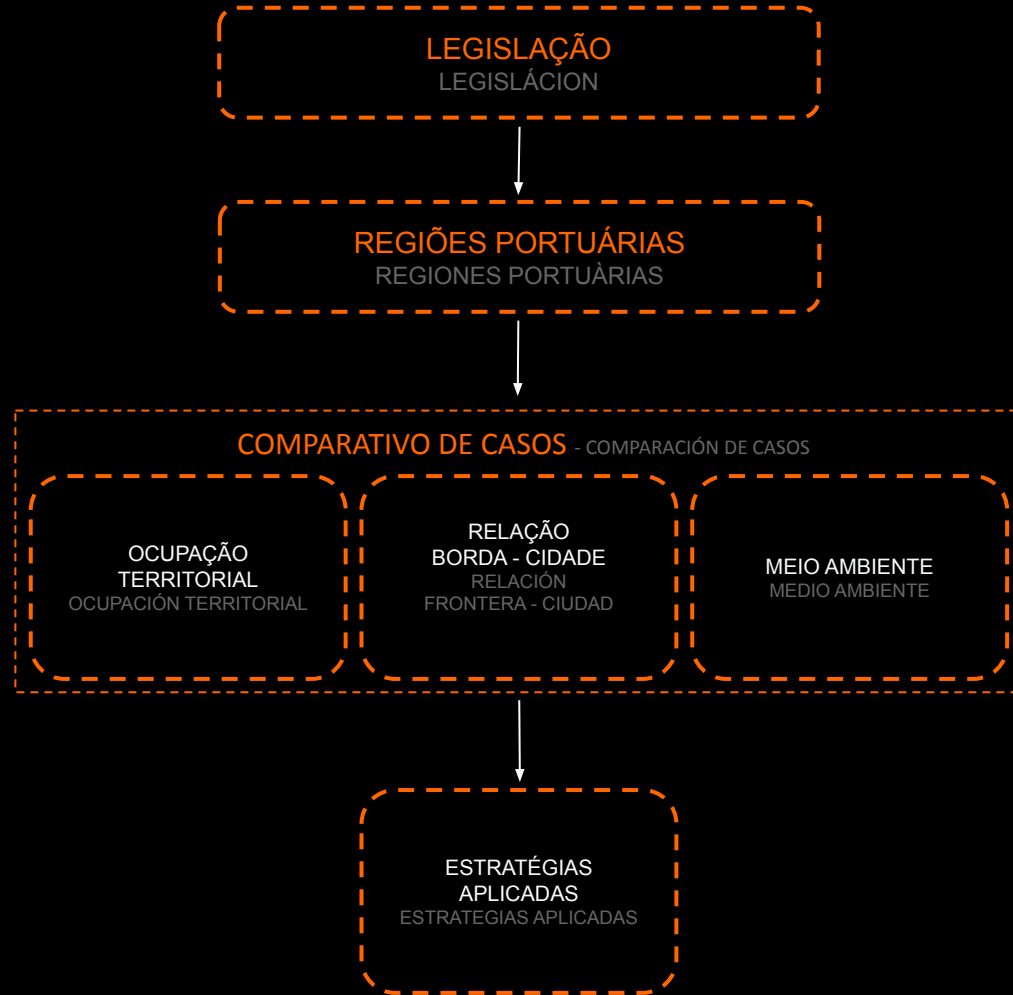 LEGISLAÇÃO
LEGISLÁCION
REGIÕES PORTUÁRIAS
REGIONES PORTUÀRIAS
COMPARATIVO DE CASOS - COMPARACIÓN DE CASOS
OCUPAÇÃO
TERRITORIAL
OCUPACIÓN TERRITORIAL
RELAÇÃO
BORDA - CIDADE
RELACIÓN
FRONTERA - CIUDAD
MEIO AMBIENTE
MEDIO AMBIENTE
ESTRATÉGIAS
APLICADAS
ESTRATEGIAS APLICADAS